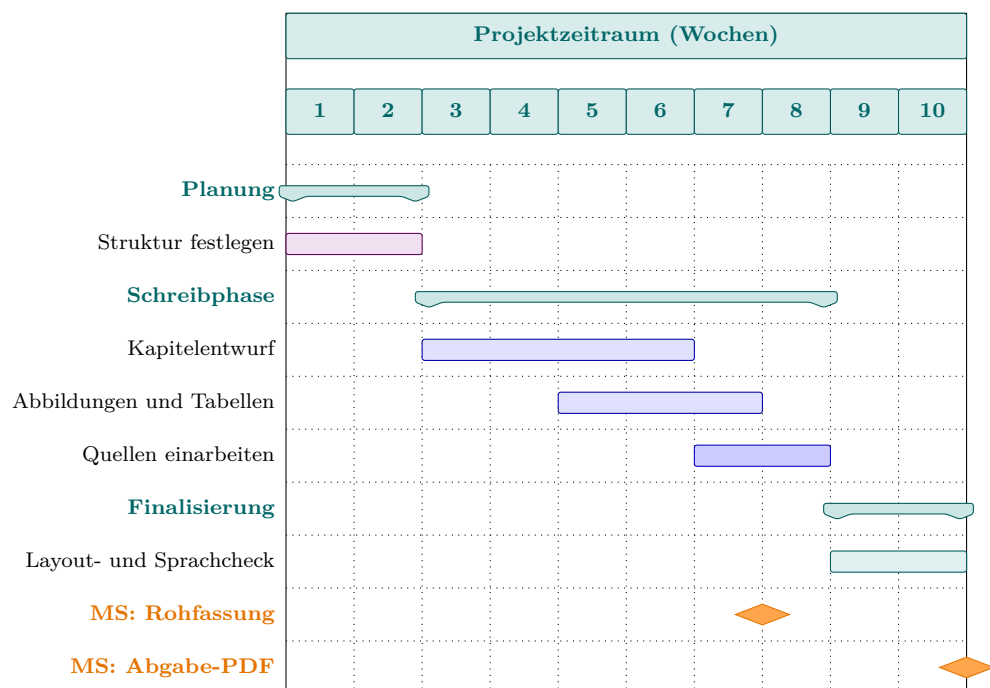 Projektzeitraum (Wochen)
1 2 3 4 5 6 7 8 9 10
Planung
Struktur festlegen
Schreibphase
Kapitelentwurf
Abbildungen und Tabellen
Quellen einarbeiten
Finalisierung
Layout- und Sprachcheck
MS: Rohfassung
MS: Abgabe-PDF